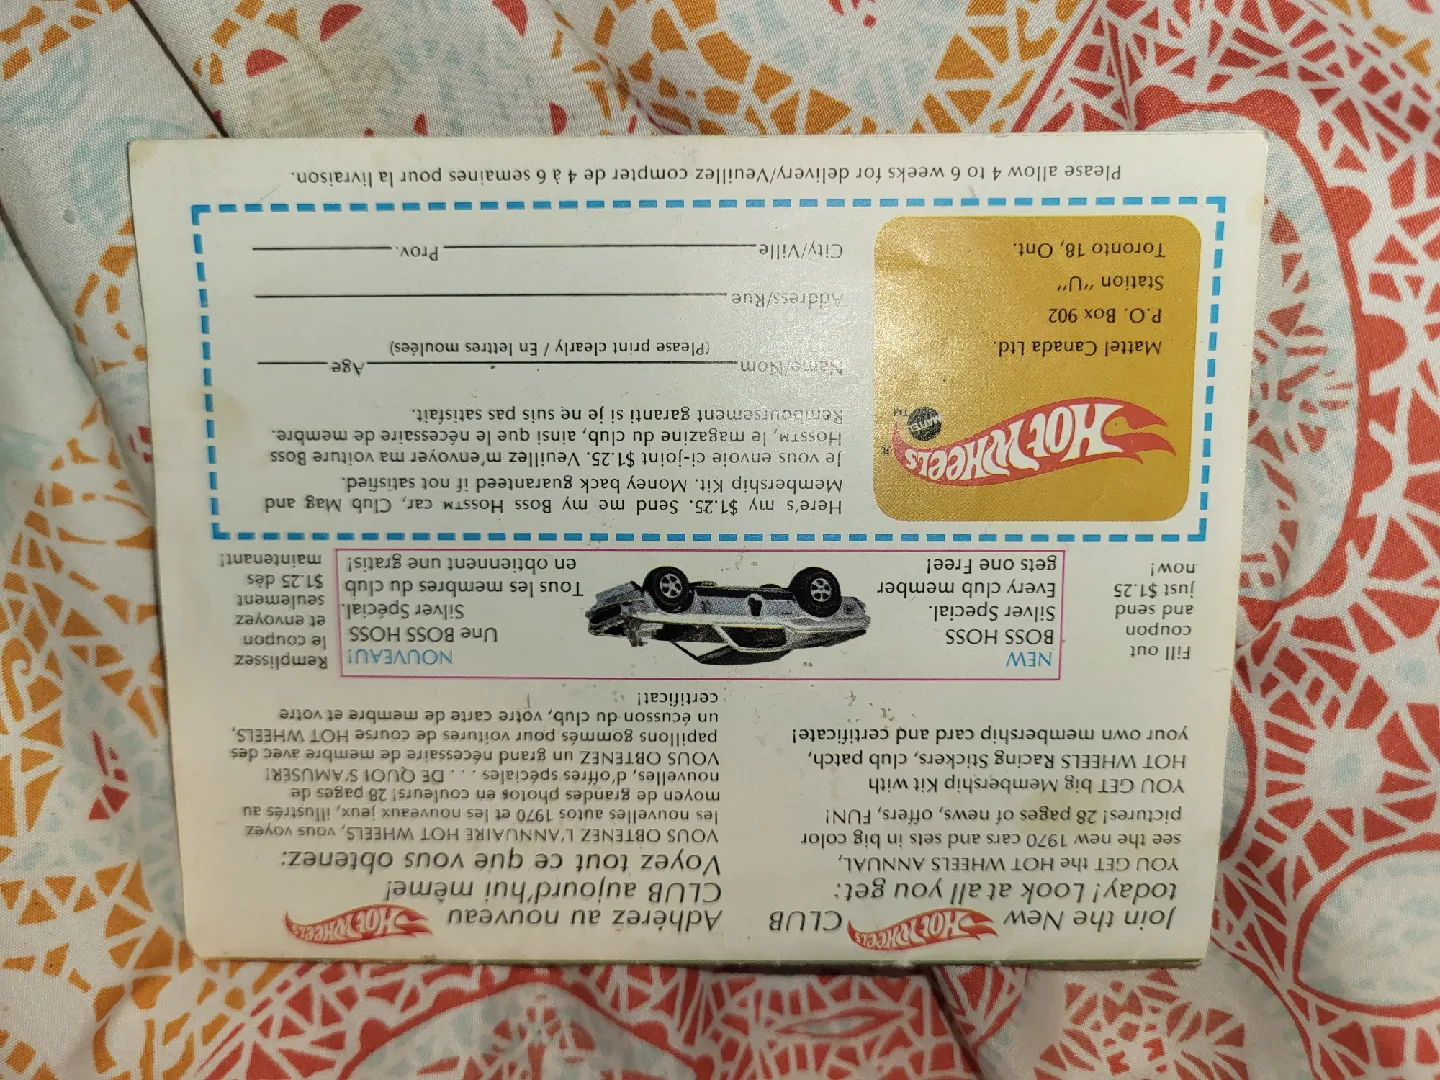 Join the New HOT WHEELS CLUB
today! Look at all you get:
YOU GET the HOT WHEELS ANNUAL,
see the new 1970 cars and sets in big color
pictures! 28 pages of news, offers, FUN!
YOU GET big Membership Kit with
HOT WHEELS Racing Stickers, club patch,
your own membership card and certificate!
Adhérez au nouveau HOT WHEELS
CLUB aujourd'hui même!
Voyez tout ce que vous obtenez:
VOUS OBTENEZ L'ANNUAIRE HOT WHEELS, vous voyez
les nouvelles autos 1970 et les nouveaux jeux, illustrés au
moyen de grandes photos en couleurs! 28 pages de
nouvelles, d'offres spéciales .... DE QUOI S'AMUSER!
VOUS OBTENEZ un grand nécessaire de membre avec des
papillons gommés pour voitures de course HOT WHEELS,
un écusson du club, votre carte de membre et votre
certificat!
Fill out
coupon
and send
just $1.25
now!
NEW
BOSS HOSS
Silver Special.
Every club member
gets one Free!
NOUVEAU!
Une BOSS HOSS
Silver Spécial.
Tous les membres du club
en obtiennent une gratis!
Remplissez
le coupon
et envoyez
seulement
$1.25 dès
maintenant!
HOT WHEELS ®
MATTEL TM
Mattel Canada Ltd.
P.O. Box 902
Station "U"
Toronto 18, Ont.
Here's my $1.25. Send me my Boss Hoss™ car, Club Mag and
Membership Kit. Money back guaranteed if not satisfied.
Je vous envoie ci-joint $1.25. Veuillez m'envoyer ma voiture Boss
Hoss™, le magazine du club, ainsi que le nécessaire de membre.
Remboursement garanti si je ne suis pas satisfait.
Name/Nom Age
(Please print clearly / En lettres moulées)
Address/Rue
City/Ville Prov.
Please allow 4 to 6 weeks for delivery/Veuillez compter de 4 à 6 semaines pour la livraison.